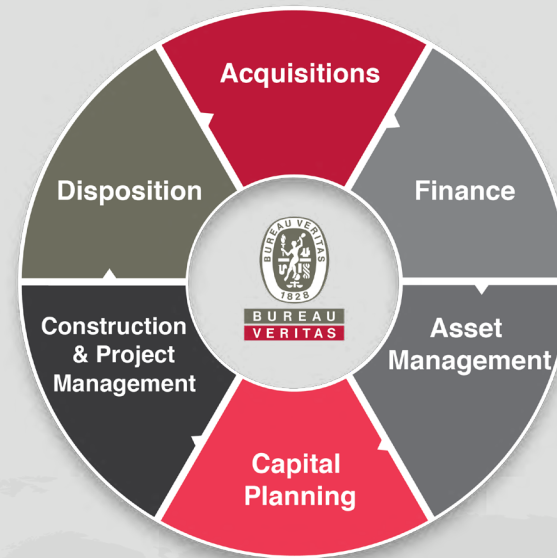 Acquisitions
Finance
Asset
Management
Capital
Planning
Construction
& Project
Management
Disposition
BUREAU VERITAS
1828
BUREAU
VERITAS